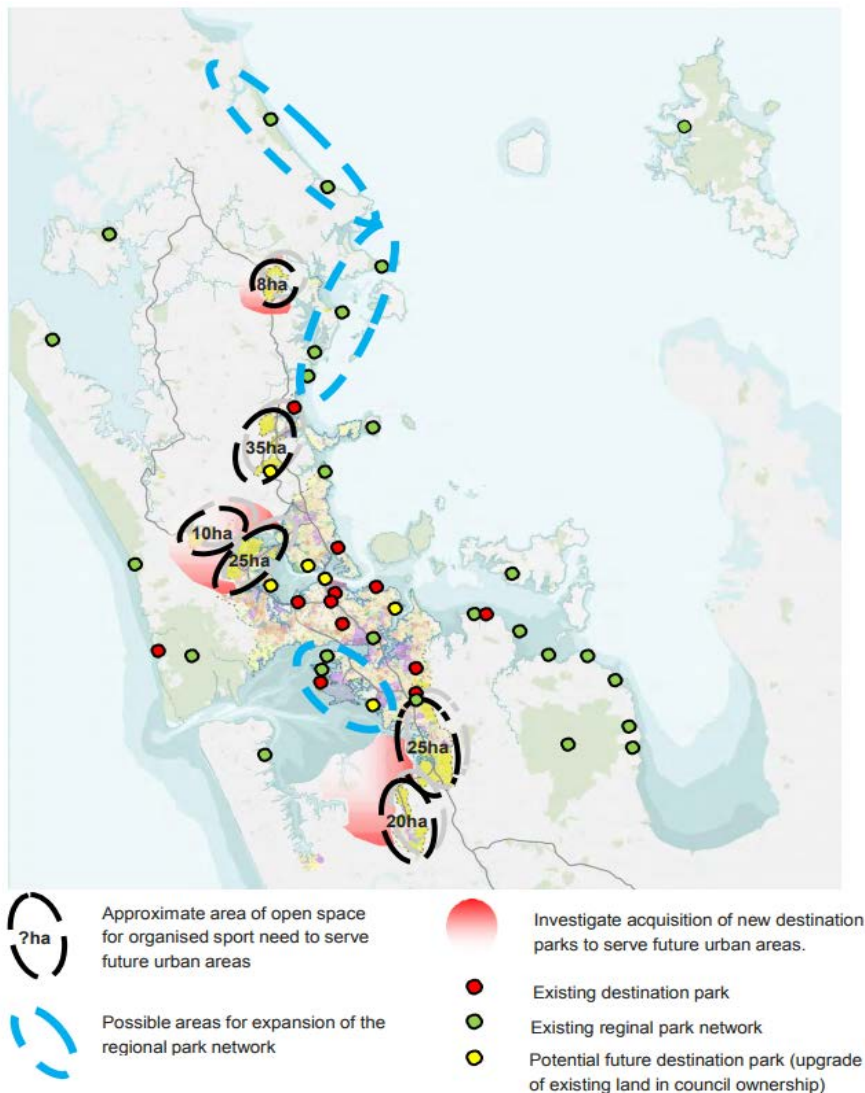 8ha
35ha
10ha
25ha
25ha
20ha
?ha
Approximate area of open space
for organised sport need to serve
future urban areas
Possible areas for expansion of the
regional park network
Investigate acquisition of new destination
parks to serve future urban areas.
Existing destination park
Existing reginal park network
Potential future destination park (upgrade
of existing land in council ownership)